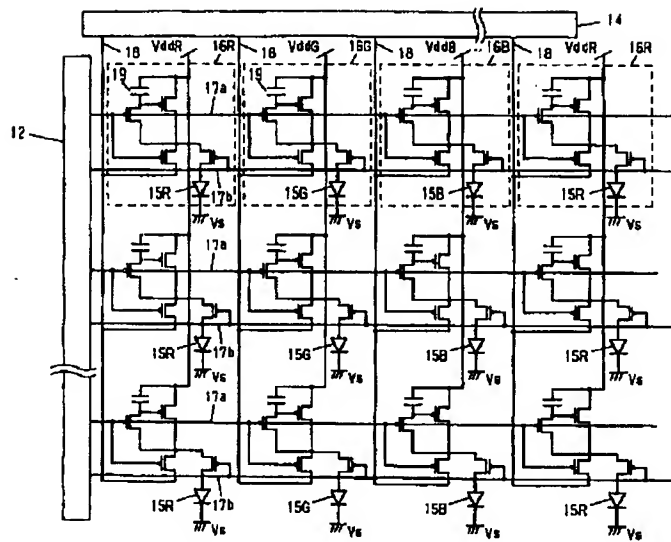 14
18 VddR 16R 18 VddG 16G 18 VddB 16B 18 VddR 16R
19 17a 19
12
15R 17b 15G 15B 15R
Vs Vs Vs Vs
17a
15R 17b 15G 15B 15R
Vs Vs Vs Vs
17a
15R 17b 15G 15B 15R
Vs Vs Vs Vs